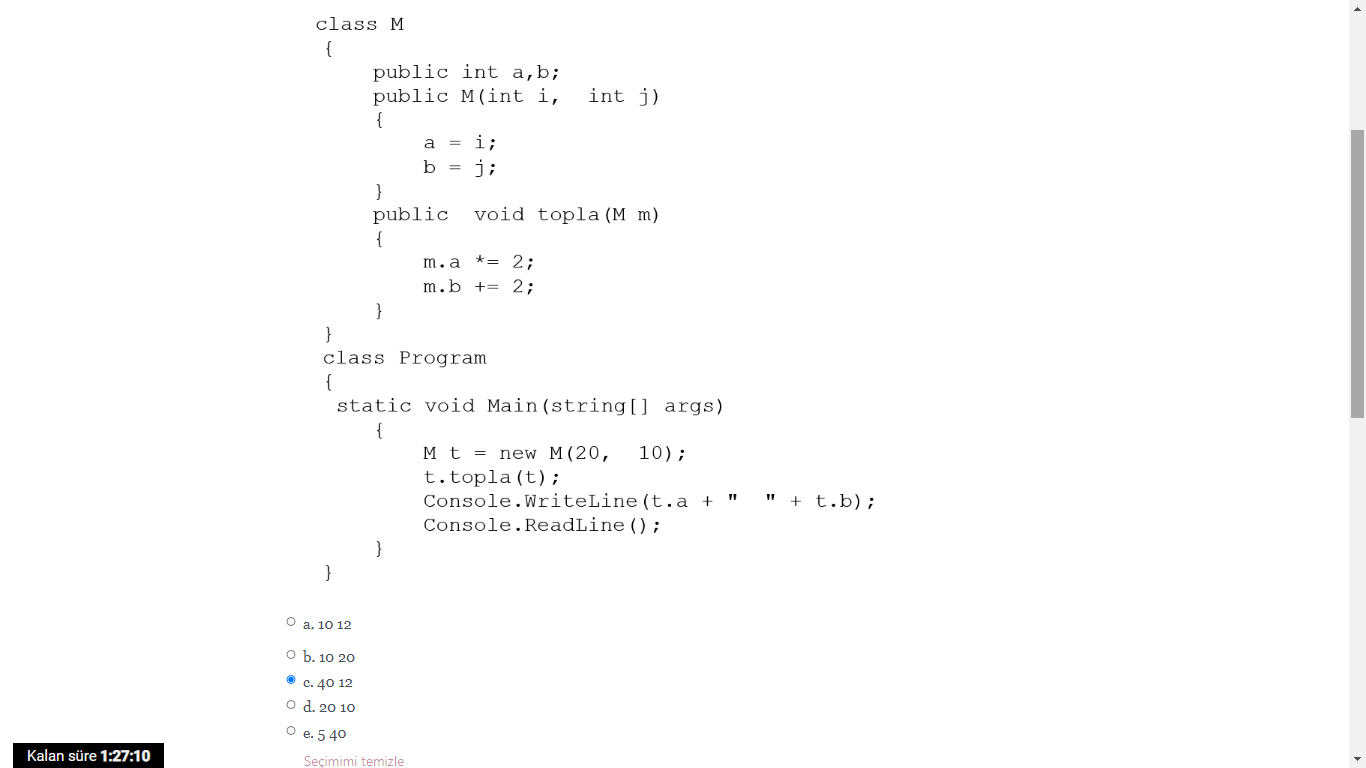 class M
{
public int a,b;
public M(int i,  int j)
{
a = i;
b = j;
}
public  void topla(M m)
{
m.a *= 2;
m.b += 2;
}
}
class Program
{
static void Main(string[] args)
{
M t = new M(20,  10);
t.topla(t);
Console.WriteLine(t.a + "  " + t.b);
Console.ReadLine();
}
}
a. 10 12
b. 10 20
c. 40 12
d. 20 10
e. 5 40
Seçimimi temizle
Kalan süre 1:27:10